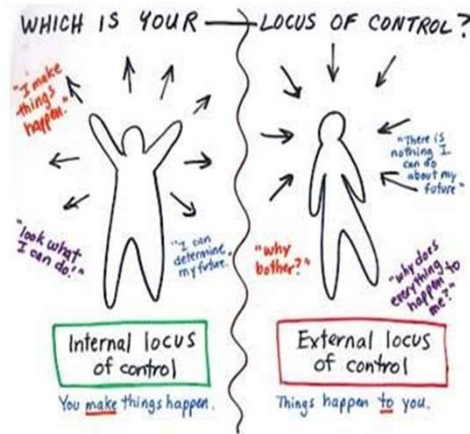 WHICH IS YOUR — LOCUS OF CONTROL?
"I make
things
happen."
"look what
I can do!"
"I can
determine
my future.
Internal locus
of control
You make things happen.
"There is
nothing I
can do
about my
future"
"why
bother?"
"why does
everything
happen to
me?"
External locus
of control
Things happen to you.